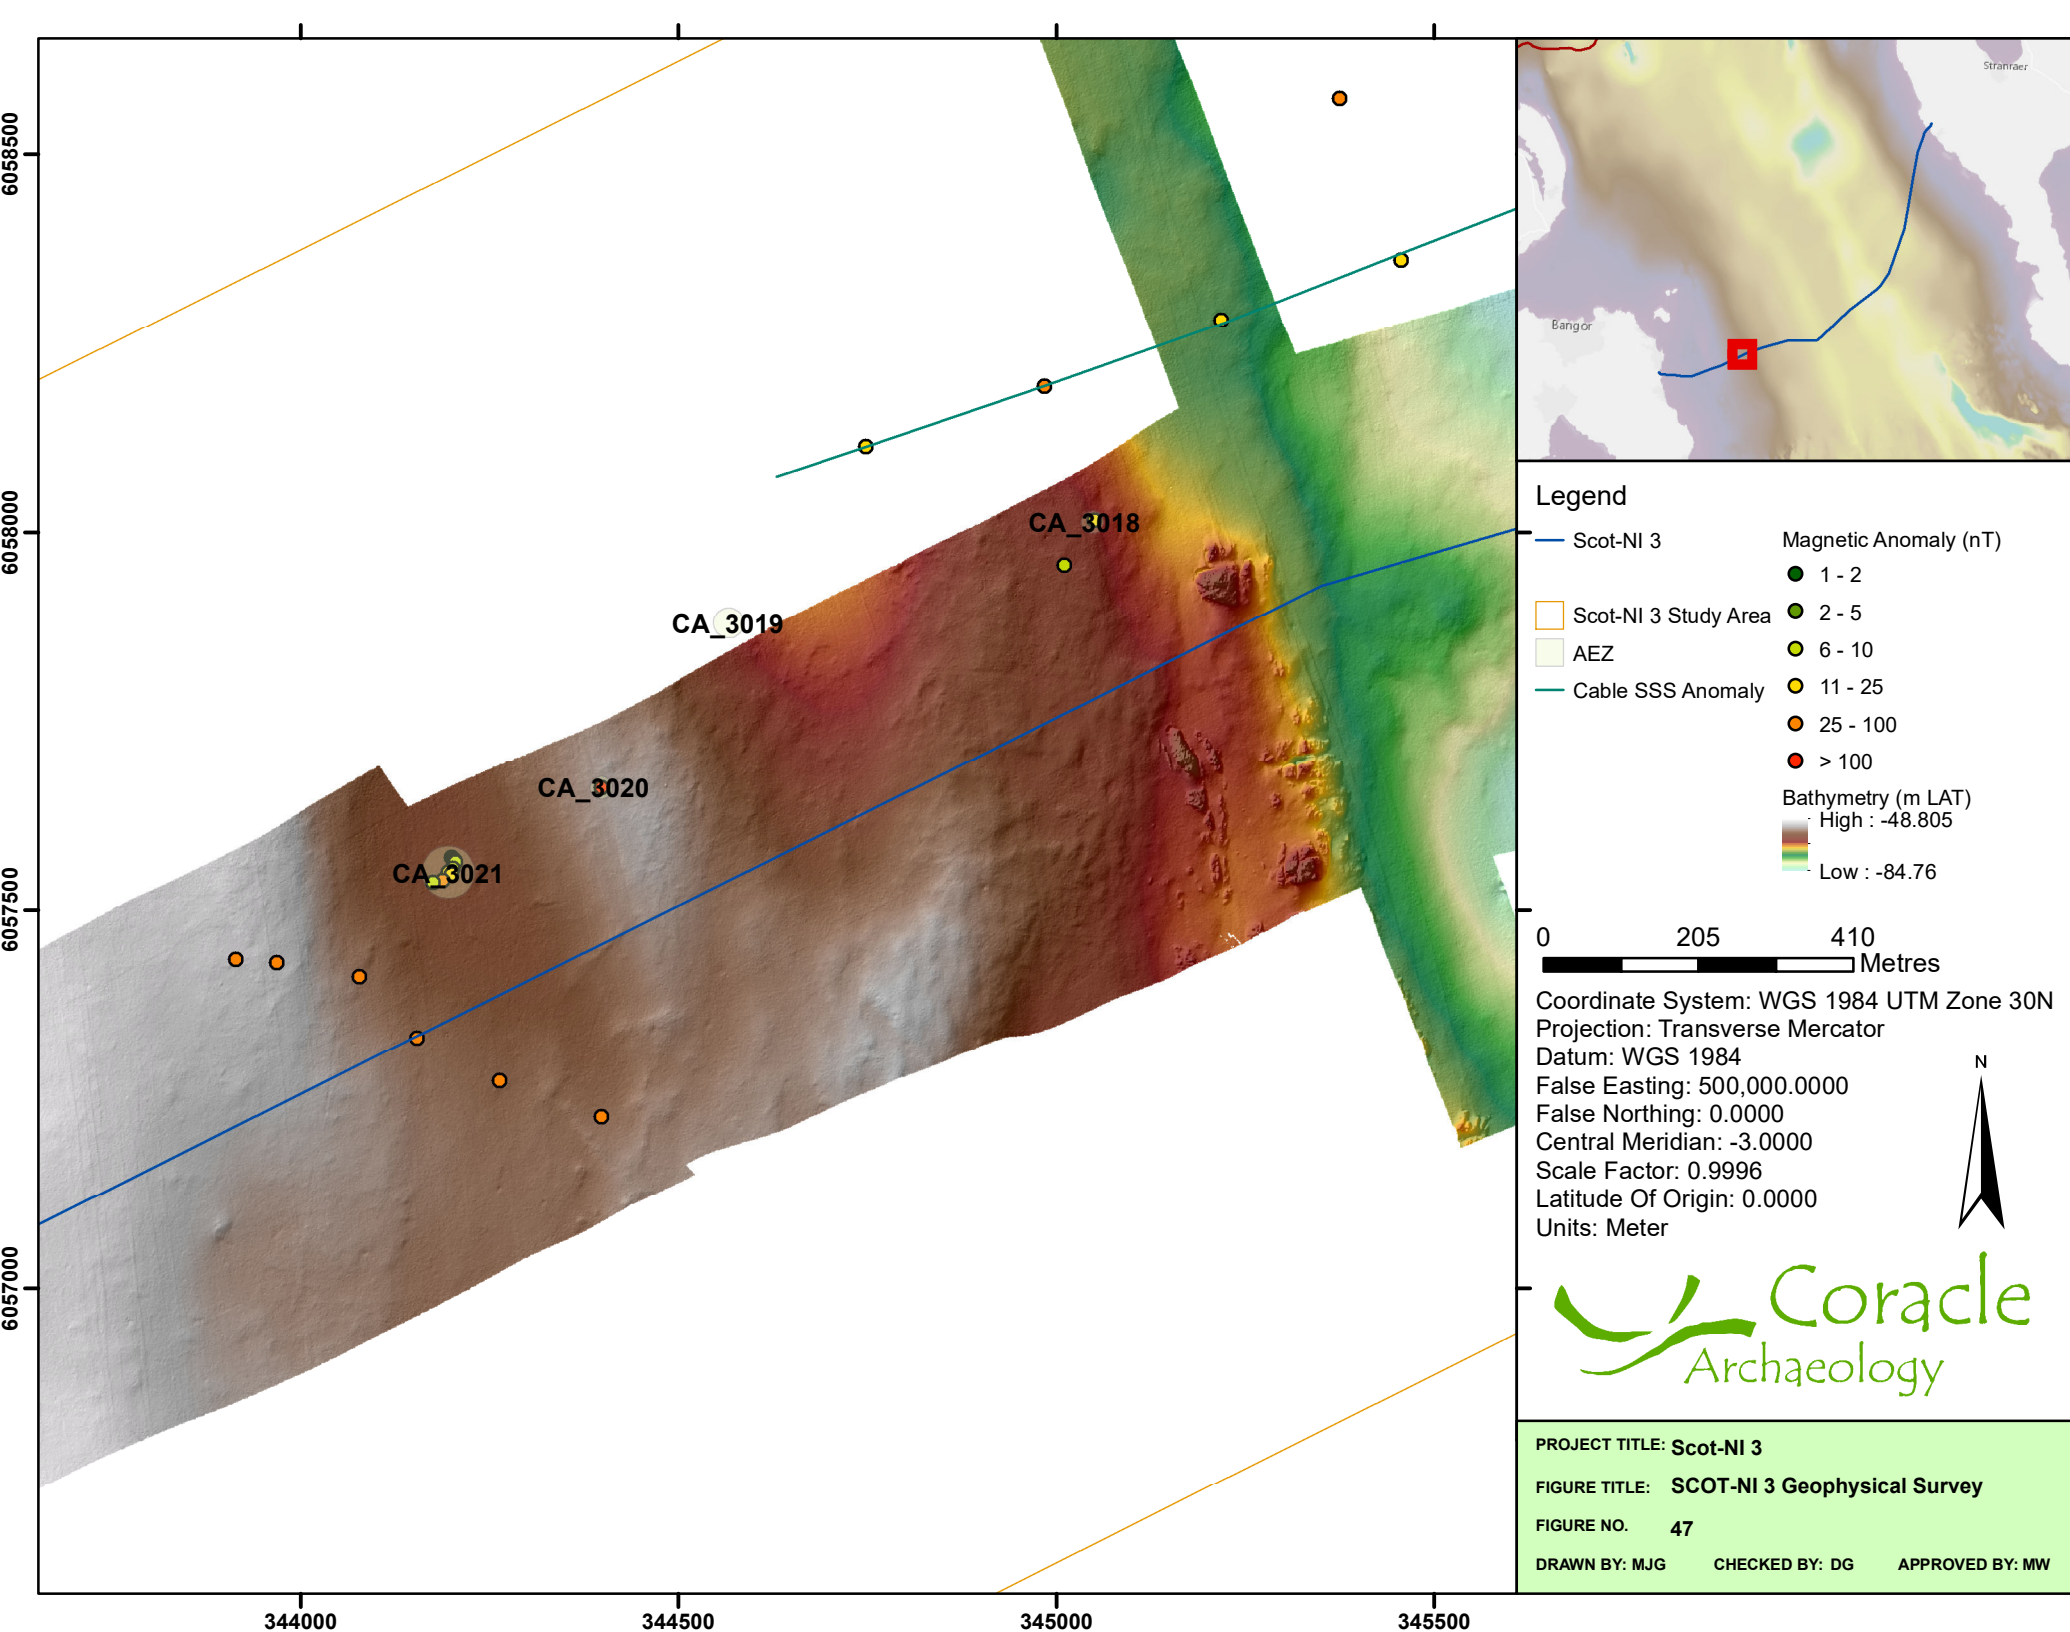 6058500
6058000
6057500
6057000
344000
344500
345000
345500
CA_3018
CA_3019
CA_3020
CA_3021
Stranraer
Bangor
Legend
Scot-NI 3
Scot-NI 3 Study Area
AEZ
Cable SSS Anomaly
Magnetic Anomaly (nT)
1 - 2
2 - 5
6 - 10
11 - 25
25 - 100
> 100
Bathymetry (m LAT)
High : -48.805
Low : -84.76
0 205 410
Metres
Coordinate System: WGS 1984 UTM Zone 30N
Projection: Transverse Mercator
Datum: WGS 1984
False Easting: 500,000.0000
False Northing: 0.0000
Central Meridian: -3.0000
Scale Factor: 0.9996
Latitude Of Origin: 0.0000
Units: Meter
N
Coracle
Archaeology
PROJECT TITLE: Scot-NI 3
FIGURE TITLE: SCOT-NI 3 Geophysical Survey
FIGURE NO. 47
DRAWN BY: MJG CHECKED BY: DG APPROVED BY: MW